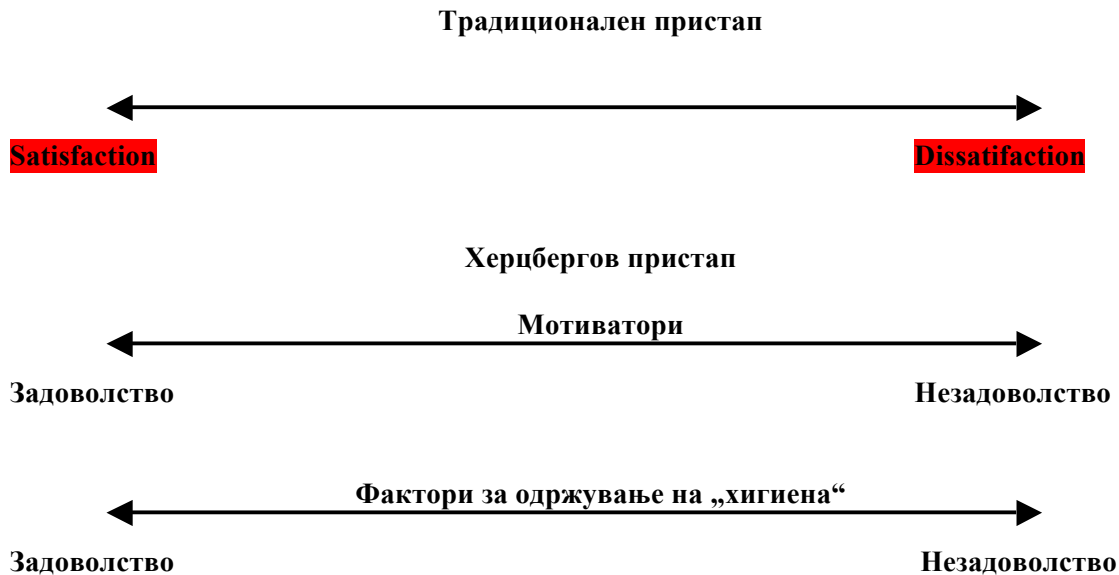 Традиционален пристап
Satisfaction Dissatifaction
Херцбергов пристап
Мотиватори
Задоволство Незадоволство
Фактори за одржување на „хигиена“
Задоволство Незадоволство